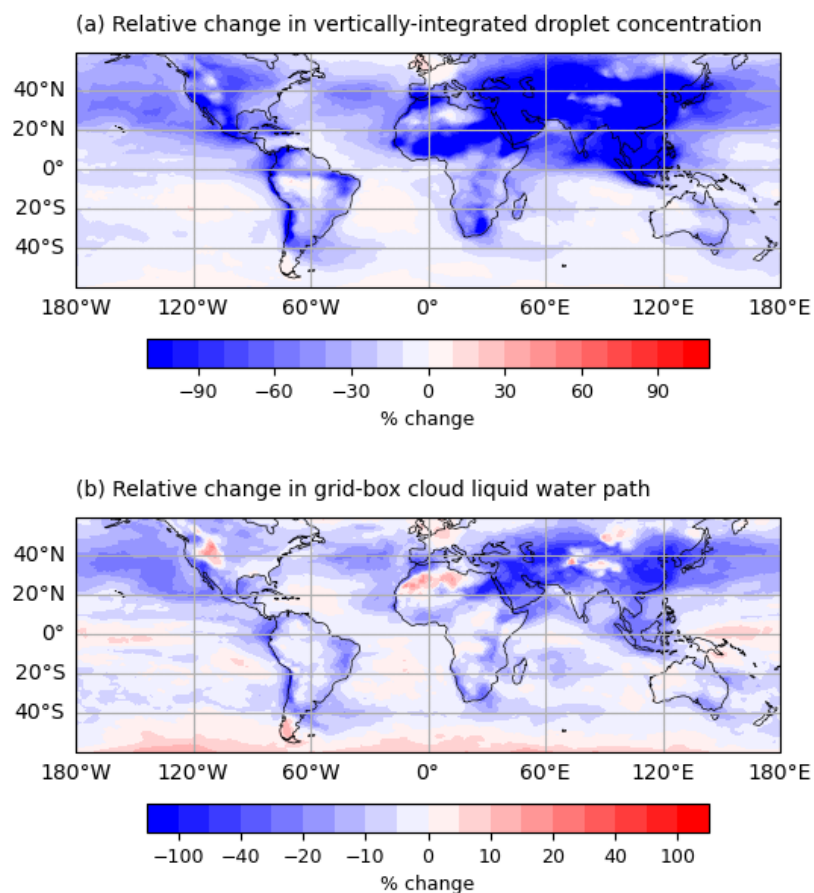 (a) Relative change in vertically-integrated droplet concentration
40°N
20°N
0°
20°S
40°S
180°W 120°W 60°W 0° 60°E 120°E 180°E
−90 −60 −30 0 30 60 90
% change
(b) Relative change in grid-box cloud liquid water path
40°N
20°N
0°
20°S
40°S
180°W 120°W 60°W 0° 60°E 120°E 180°E
−100 −40 −20 −10 0 10 20 40 100
% change